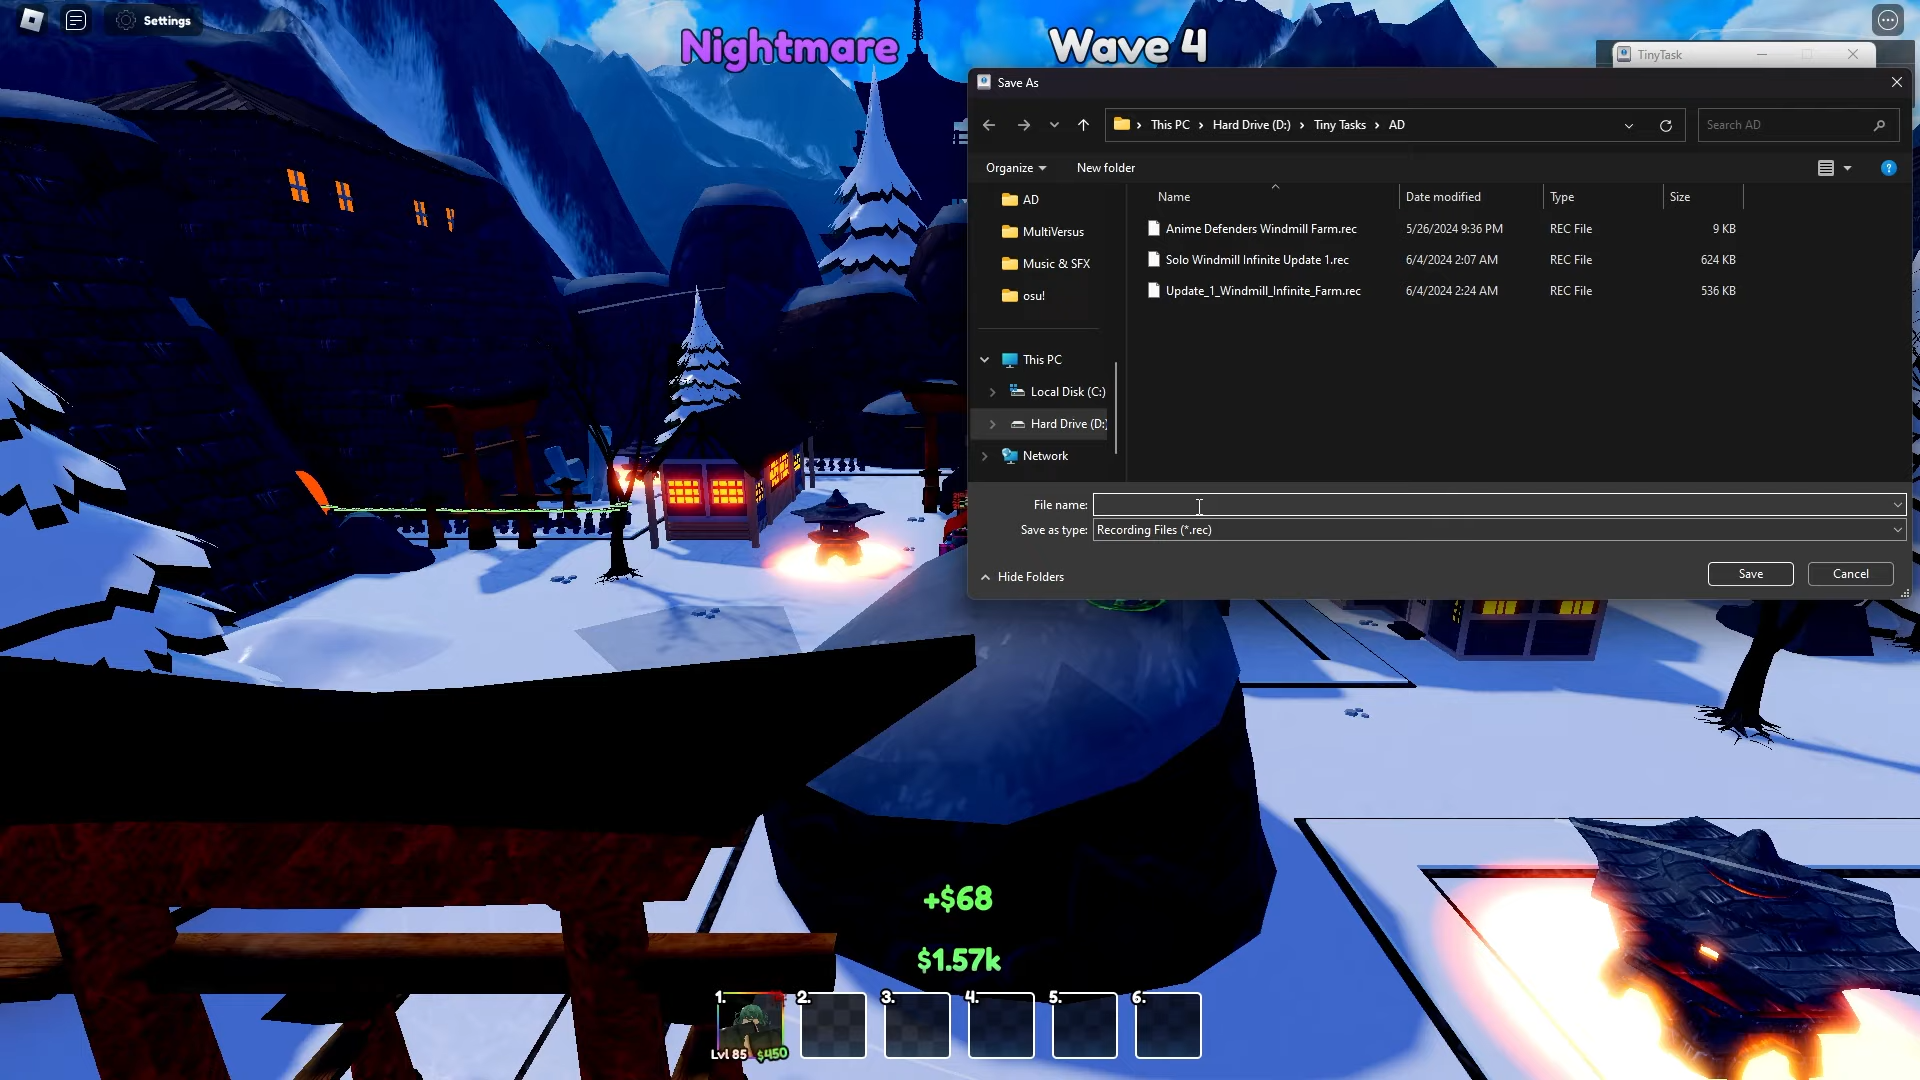 Settings
Nightmare
Wave 4
TinyTask
Save As
This PC > Hard Drive (D:) > Tiny Tasks > AD
Search AD
Organize
New folder
Name Date modified Type Size
AD
MultiVersus
Music & SFX
osu!
This PC
Local Disk (C:)
Hard Drive (D:)
Network
Anime Defenders Windmill Farm.rec 5/26/2024 9:36 PM REC File 9 KB
Solo Windmill Infinite Update 1.rec 6/4/2024 2:07 AM REC File 624 KB
Update_1_Windmill_Infinite_Farm.rec 6/4/2024 2:24 AM REC File 536 KB
File name:
Save as type: Recording Files (*.rec)
Hide Folders
Save
Cancel
+$68
$1.57k
1. 2. 3. 4. 5. 6.
Lvl 85 $450